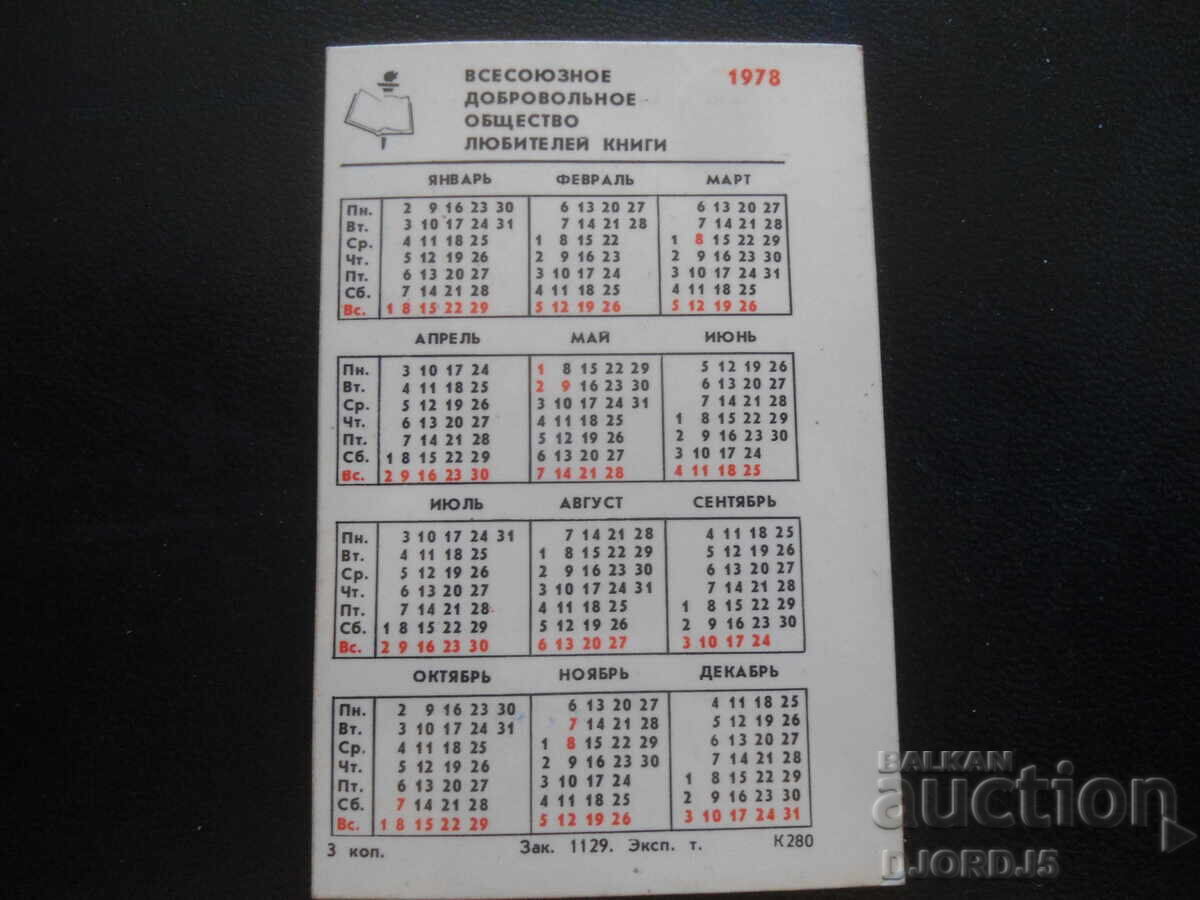 ВСЕСОЮЗНОЕ 1978
ДОБРОВОЛЬНОЕ
ОБЩЕСТВО
ЛЮБИТЕЛЕЙ КНИГИ
ЯНВАРЬ ФЕВРАЛЬ МАРТ
Пн. 2 9 16 23 30 6 13 20 27 6 13 20 27
Вт. 3 10 17 24 31 7 14 21 28 7 14 21 28
Ср. 4 11 18 25 1 8 15 22 1 8 15 22 29
Чт. 5 12 19 26 2 9 16 23 2 9 16 23 30
Пт. 6 13 20 27 3 10 17 24 3 10 17 24 31
Сб. 7 14 21 28 4 11 18 25 4 11 18 25
Вс. 1 8 15 22 29 5 12 19 26 5 12 19 26
АПРЕЛЬ МАЙ ИЮНЬ
Пн. 3 10 17 24 1 8 15 22 29 5 12 19 26
Вт. 4 11 18 25 2 9 16 23 30 6 13 20 27
Ср. 5 12 19 26 3 10 17 24 31 7 14 21 28
Чт. 6 13 20 27 4 11 18 25 1 8 15 22 29
Пт. 7 14 21 28 5 12 19 26 2 9 16 23 30
Сб. 1 8 15 22 29 6 13 20 27 3 10 17 24
Вс. 2 9 16 23 30 7 14 21 28 4 11 18 25
ИЮЛЬ АВГУСТ СЕНТЯБРЬ
Пн. 3 10 17 24 31 7 14 21 28 4 11 18 25
Вт. 4 11 18 25 1 8 15 22 29 5 12 19 26
Ср. 5 12 19 26 2 9 16 23 30 6 13 20 27
Чт. 6 13 20 27 3 10 17 24 31 7 14 21 28
Пт. 7 14 21 28 4 11 18 25 1 8 15 22 29
Сб. 1 8 15 22 29 5 12 19 26 2 9 16 23 30
Вс. 2 9 16 23 30 6 13 20 27 3 10 17 24
ОКТЯБРЬ НОЯБРЬ ДЕКАБРЬ
Пн. 2 9 16 23 30 6 13 20 27 4 11 18 25
Вт. 3 10 17 24 31 7 14 21 28 5 12 19 26
Ср. 4 11 18 25 1 8 15 22 29 6 13 20 27
Чт. 5 12 19 26 2 9 16 23 30 7 14 21 28
Пт. 6 13 20 27 3 10 17 24 1 8 15 22 29
Сб. 7 14 21 28 4 11 18 25 2 9 16 23 30
Вс. 1 8 15 22 29 5 12 19 26 3 10 17 24 31
3 коп. Зак. 1129. Эксп. т. К280
BALKAN
auction
DJORDJ5